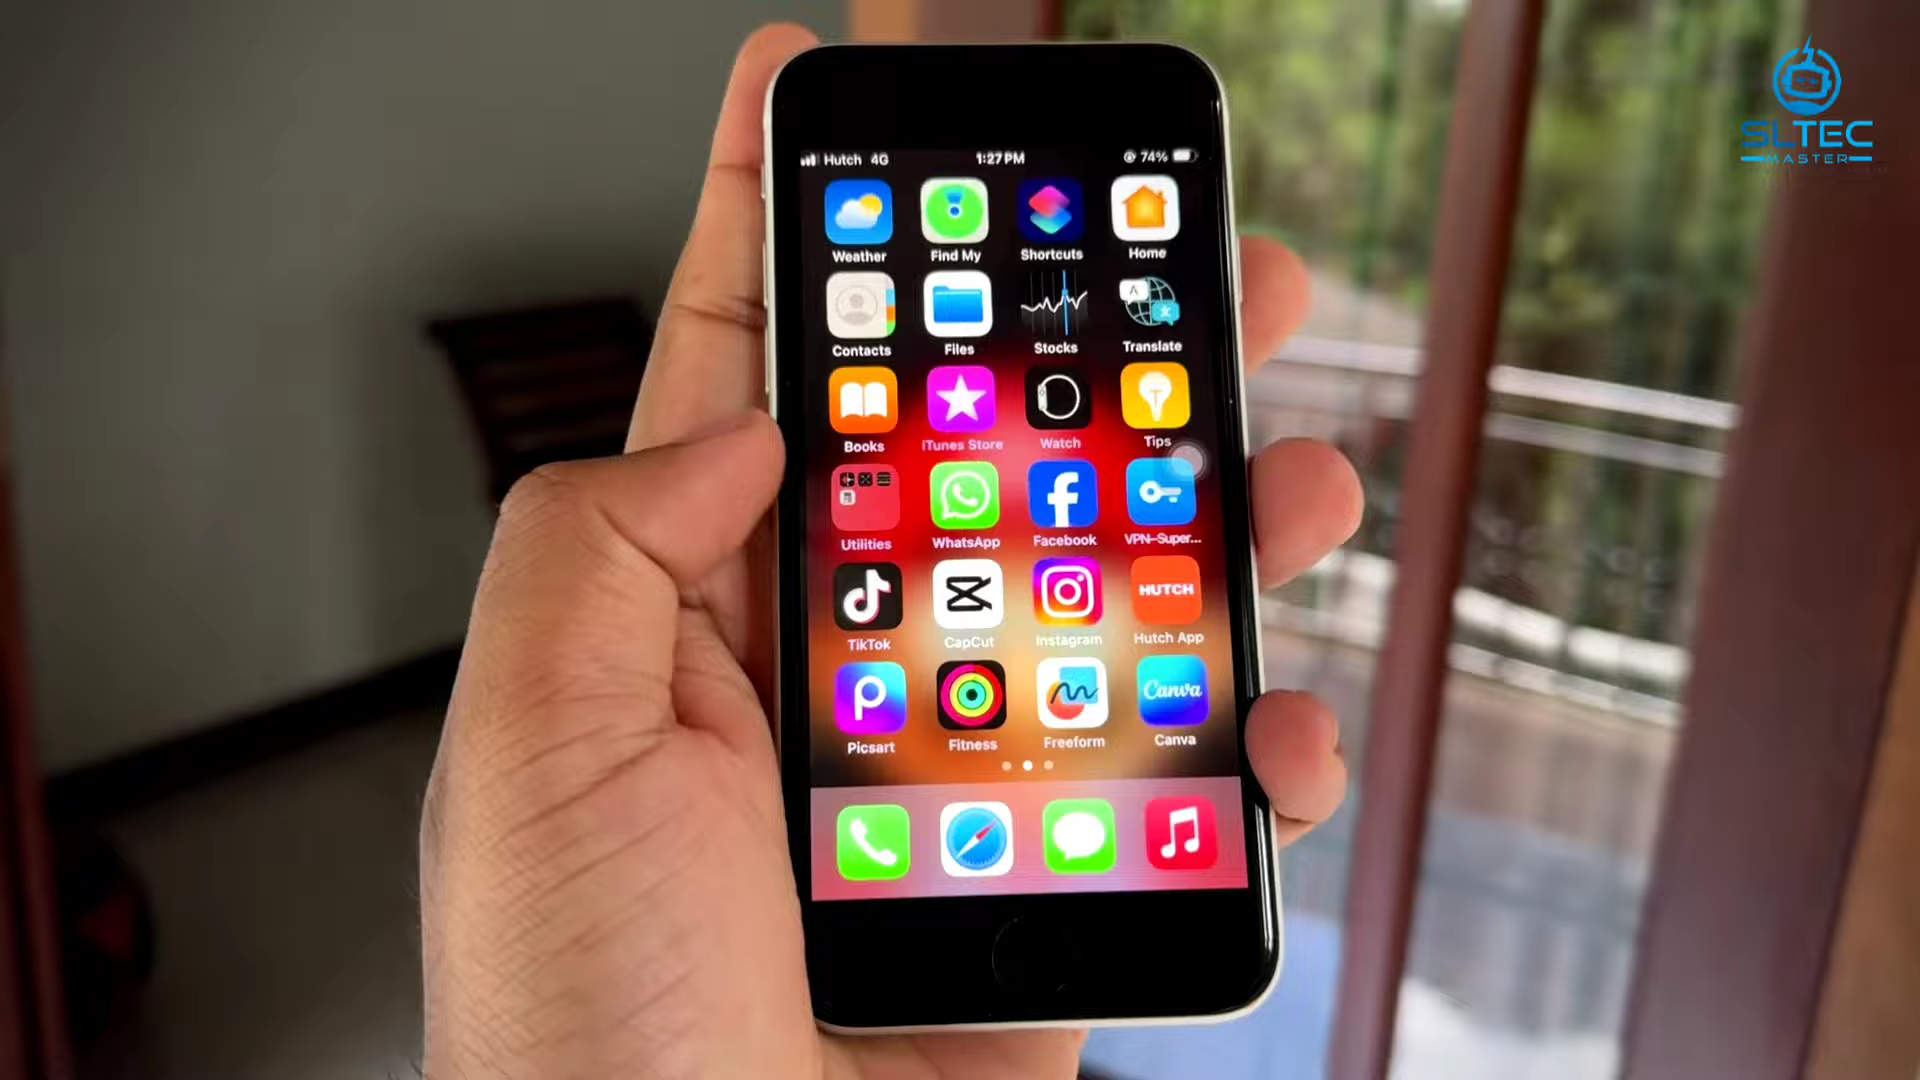 SLTEC
MASTER
Hutch 4G 1:27 PM 74%
Weather Find My Shortcuts Home
Contacts Files Stocks Translate
Books iTunes Store Watch Tips
Utilities WhatsApp Facebook VPN–Super...
HUTCH
TikTok CapCut Instagram Hutch App
Canva
Picsart Fitness Freeform Canva